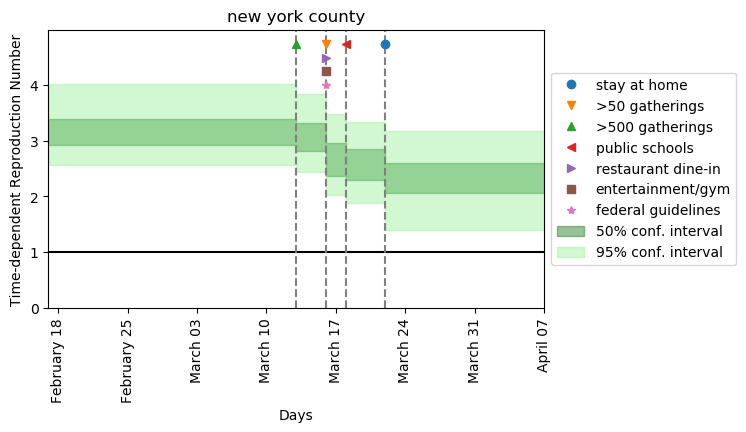 new york county
Time-dependent Reproduction Number
4
3
2
1
0
February 18
February 25
March 03
March 10
March 17
March 24
March 31
April 07
Days
stay at home
>50 gatherings
>500 gatherings
public schools
restaurant dine-in
entertainment/gym
federal guidelines
50% conf. interval
95% conf. interval